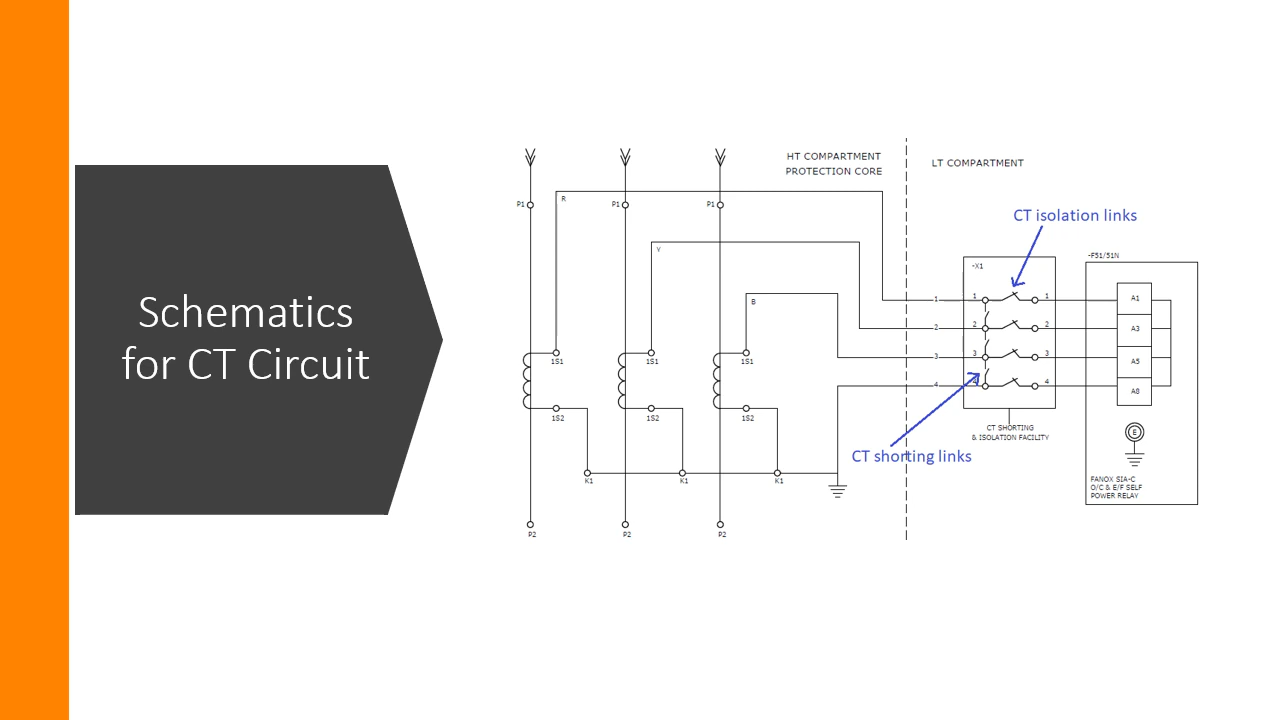 Schematics
for CT Circuit
HT COMPARTMENT
PROTECTION CORE
LT COMPARTMENT
P1
R
P1
P1
CT isolation links
Y
-F51/51N
-X1
B
1
1
1
A1
2
2
2
A3
3
3
3
A5
4
4
4
A8
1S1
1S1
1S1
1S2
1S2
1S2
CT SHORTING
& ISOLATION FACILITY
E
CT shorting links
K1
K1
K1
FANOX SIA-C
O/C & E/F SELF
POWER RELAY
P2
P2
P2